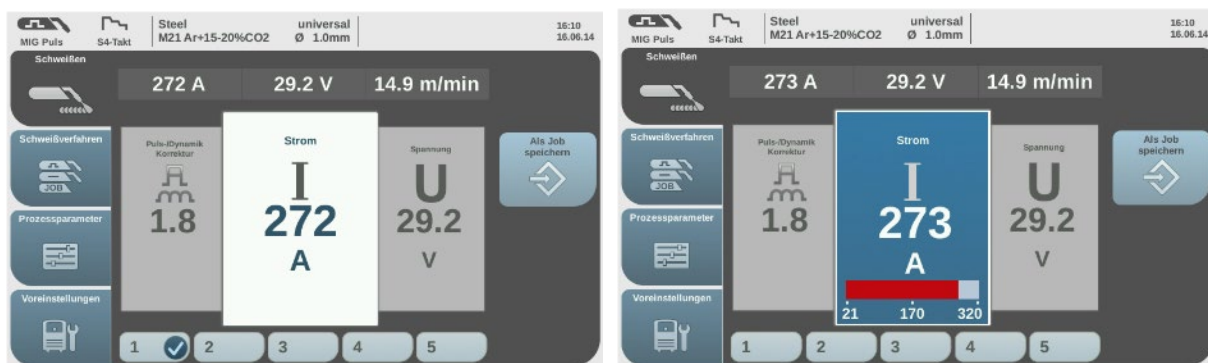 MIG Puls
S4-Takt
Steel universal
M21 Ar+15-20%CO2 Ø 1.0mm
16:10
16.06.14
Schweißen
272 A 29.2 V 14.9 m/min
Schweißverfahren
JOB
Prozessparameter
Voreinstellungen
Puls-/Dynamik
Korrektur
1.8
Strom
I
272
A
Spannung
U
29.2
V
Als Job
speichern
1 2 3 4 5
MIG Puls
S4-Takt
Steel universal
M21 Ar+15-20%CO2 Ø 1.0mm
16:10
16.06.14
Schweißen
273 A 29.2 V 14.9 m/min
Schweißverfahren
JOB
Prozessparameter
Voreinstellungen
Puls-/Dynamik
Korrektur
1.8
Strom
I
273
A
21 170 320
Spannung
U
29.2
V
Als Job
speichern
1 2 3 4 5